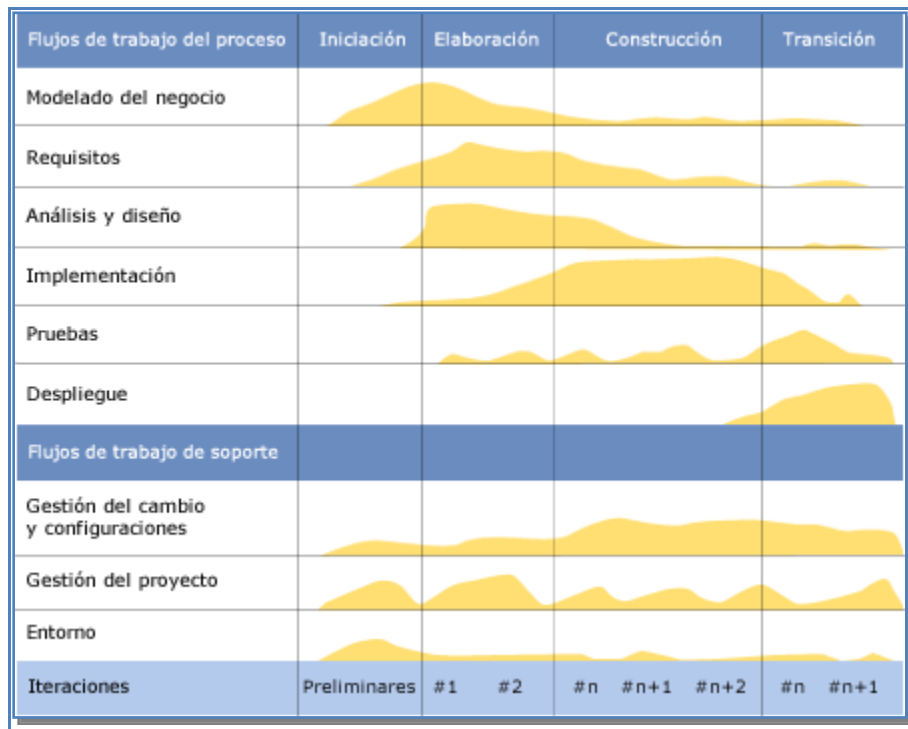 Flujos de trabajo del proceso Iniciación Elaboración Construcción Transición
Modelado del negocio
Requisitos
Análisis y diseño
Implementación
Pruebas
Despliegue
Flujos de trabajo de soporte
Gestión del cambio
y configuraciones
Gestión del proyecto
Entorno
Iteraciones Preliminares #1 #2 #n #n+1 #n+2 #n #n+1